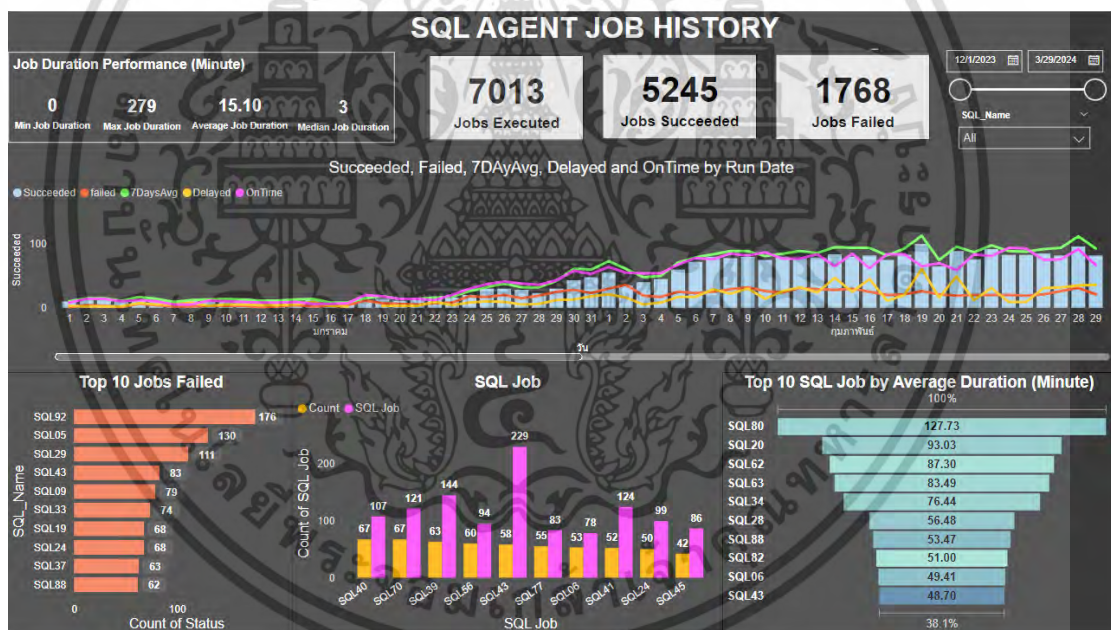 SQL AGENT JOB HISTORY
Job Duration Performance (Minute)
0 279 15.10 3
Min Job Duration Max Job Duration Average Job Duration Median Job Duration
7013
Jobs Executed
5245
Jobs Succeeded
1768
Jobs Failed
12/1/2023 3/29/2024
SQL_Name
All
Succeeded, Failed, 7DAyAvg, Delayed and OnTime by Run Date
Succeeded failed 7DaysAvg Delayed OnTime
Succeeded
100
0
1 2 3 4 5 6 7 8 9 10 11 12 13 14 15 16 17 18 19 20 21 22 23 24 25 26 27 28 29 30 31 1 2 3 4 5 6 7 8 9 10 11 12 13 14 15 16 17 18 19 20 21 22 23 24 25 26 27 28 29
มกราคม กุมภาพันธ์
วัน
Top 10 Jobs Failed
SQL_Name
SQL92 176
SQL05 130
SQL29 111
SQL43 83
SQL09 79
SQL33 74
SQL19 68
SQL24 68
SQL37 63
SQL88 62
0 100
Count of Status
SQL Job
Count SQL Job
Count of SQL Job
200
100
0
67 107 67 121 63 144 60 94 58 229 55 83 53 78 52 124 50 99 42 86
SQL40 SQL70 SQL39 SQL56 SQL43 SQL77 SQL06 SQL41 SQL24 SQL45
SQL Job
Top 10 SQL Job by Average Duration (Minute)
100%
SQL80 127.73
SQL20 93.03
SQL62 87.30
SQL63 83.49
SQL34 76.44
SQL28 56.48
SQL88 53.47
SQL82 51.00
SQL06 49.41
SQL43 48.70
38.1%